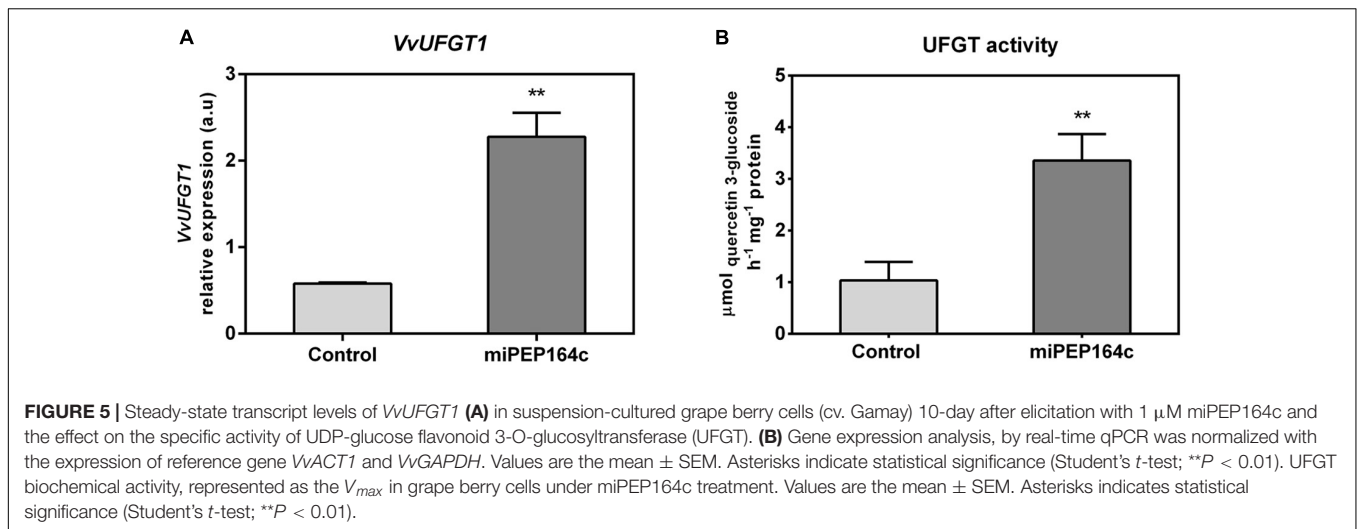 A
VvUFGT1
VvUFGT1
relative expression (a.u)
3
2
1
0
**
Control
miPEP164c
B
UFGT activity
μmol quercetin 3-glucoside
h-1 mg-1 protein
5
4
3
2
1
0
**
Control
miPEP164c
FIGURE 5 | Steady-state transcript levels of VvUFGT1 (A) in suspension-cultured grape berry cells (cv. Gamay) 10-day after elicitation with 1 μM miPEP164c and
the effect on the specific activity of UDP-glucose flavonoid 3-O-glucosyltransferase (UFGT). (B) Gene expression analysis, by real-time qPCR was normalized with
the expression of reference gene VvACT1 and VvGAPDH. Values are the mean ± SEM. Asterisks indicate statistical significance (Student's t-test; **P < 0.01). UFGT
biochemical activity, represented as the Vmax in grape berry cells under miPEP164c treatment. Values are the mean ± SEM. Asterisks indicates statistical
significance (Student's t-test; **P < 0.01).